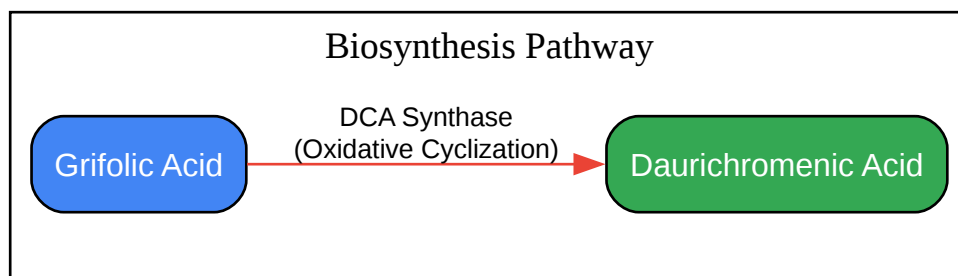 Biosynthesis Pathway
DCA Synthase
(Oxidative Cyclization)
Grifolic Acid
Daurichromenic Acid